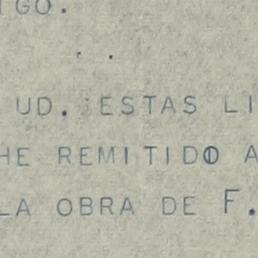 IGO.
UD. ESTAS LI
HE REMITIDO A
LA OBRA DE F.